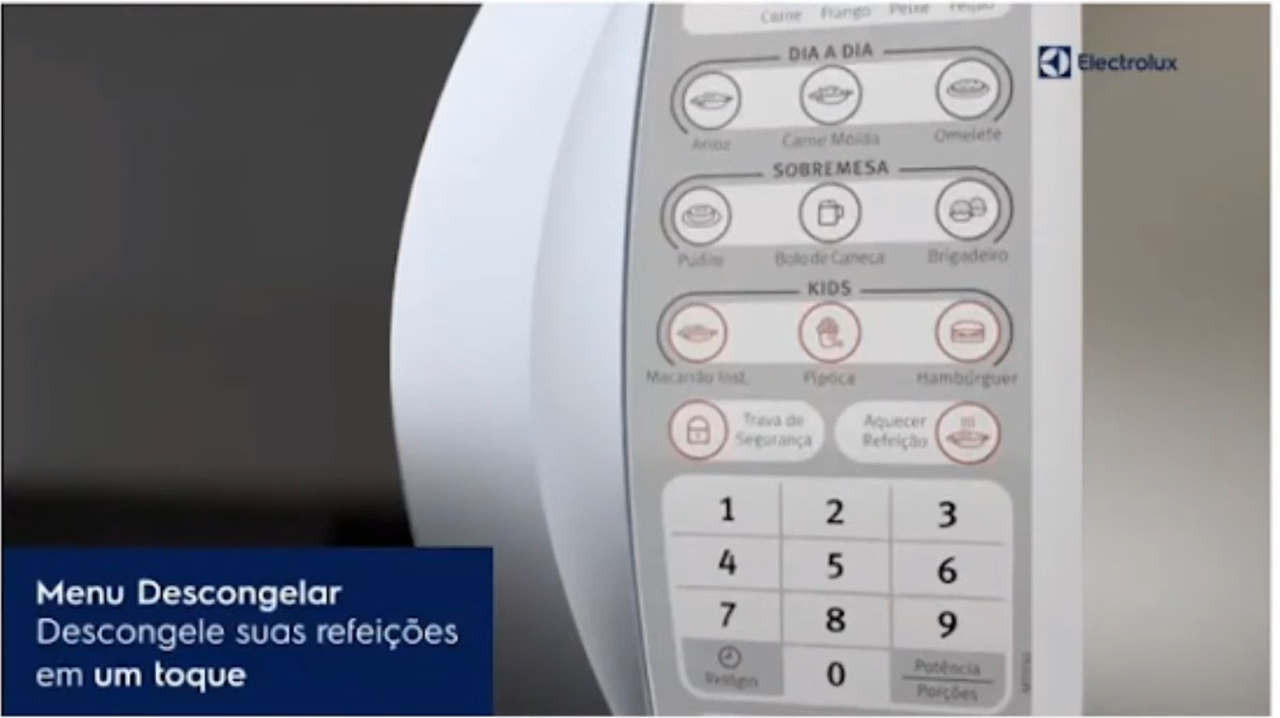 Carne Frango Peixe Feijão
Electrolux
DIA A DIA
Arroz Carne Moída Omelete
SOBREMESA
Pudim Bolo de Caneca Brigadeiro
KIDS
Macarrão Inst. Pipoca Hambúrguer
Trava de
Segurança
Aquecer
Refeição
1 2 3
4 5 6
7 8 9
Relógio 0 Potência
Porções
Menu Descongelar
Descongele suas refeições
em um toque